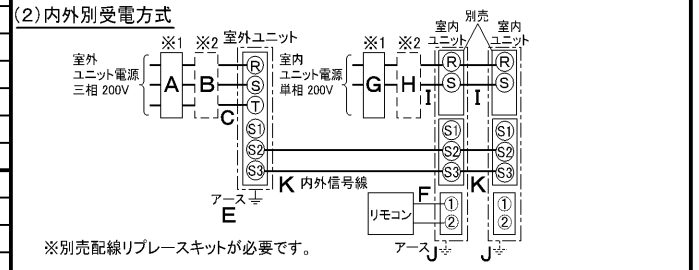 (2)内外別受電方式
別売
※1 ※2 室外ユニット ※1 ※2 室内ユニット 室内ユニット
室外ユニット電源 三相 200V
A B C
R
S
T
S1
S2
S3
室内ユニット電源 単相 200V
G H I I
R
S
S1
S2
S3
①
②
R
S
S1
S2
S3
①
②
K 内外信号線 K
アース E
リモコン F
アース J J
※別売配線リプレースキットが必要です。